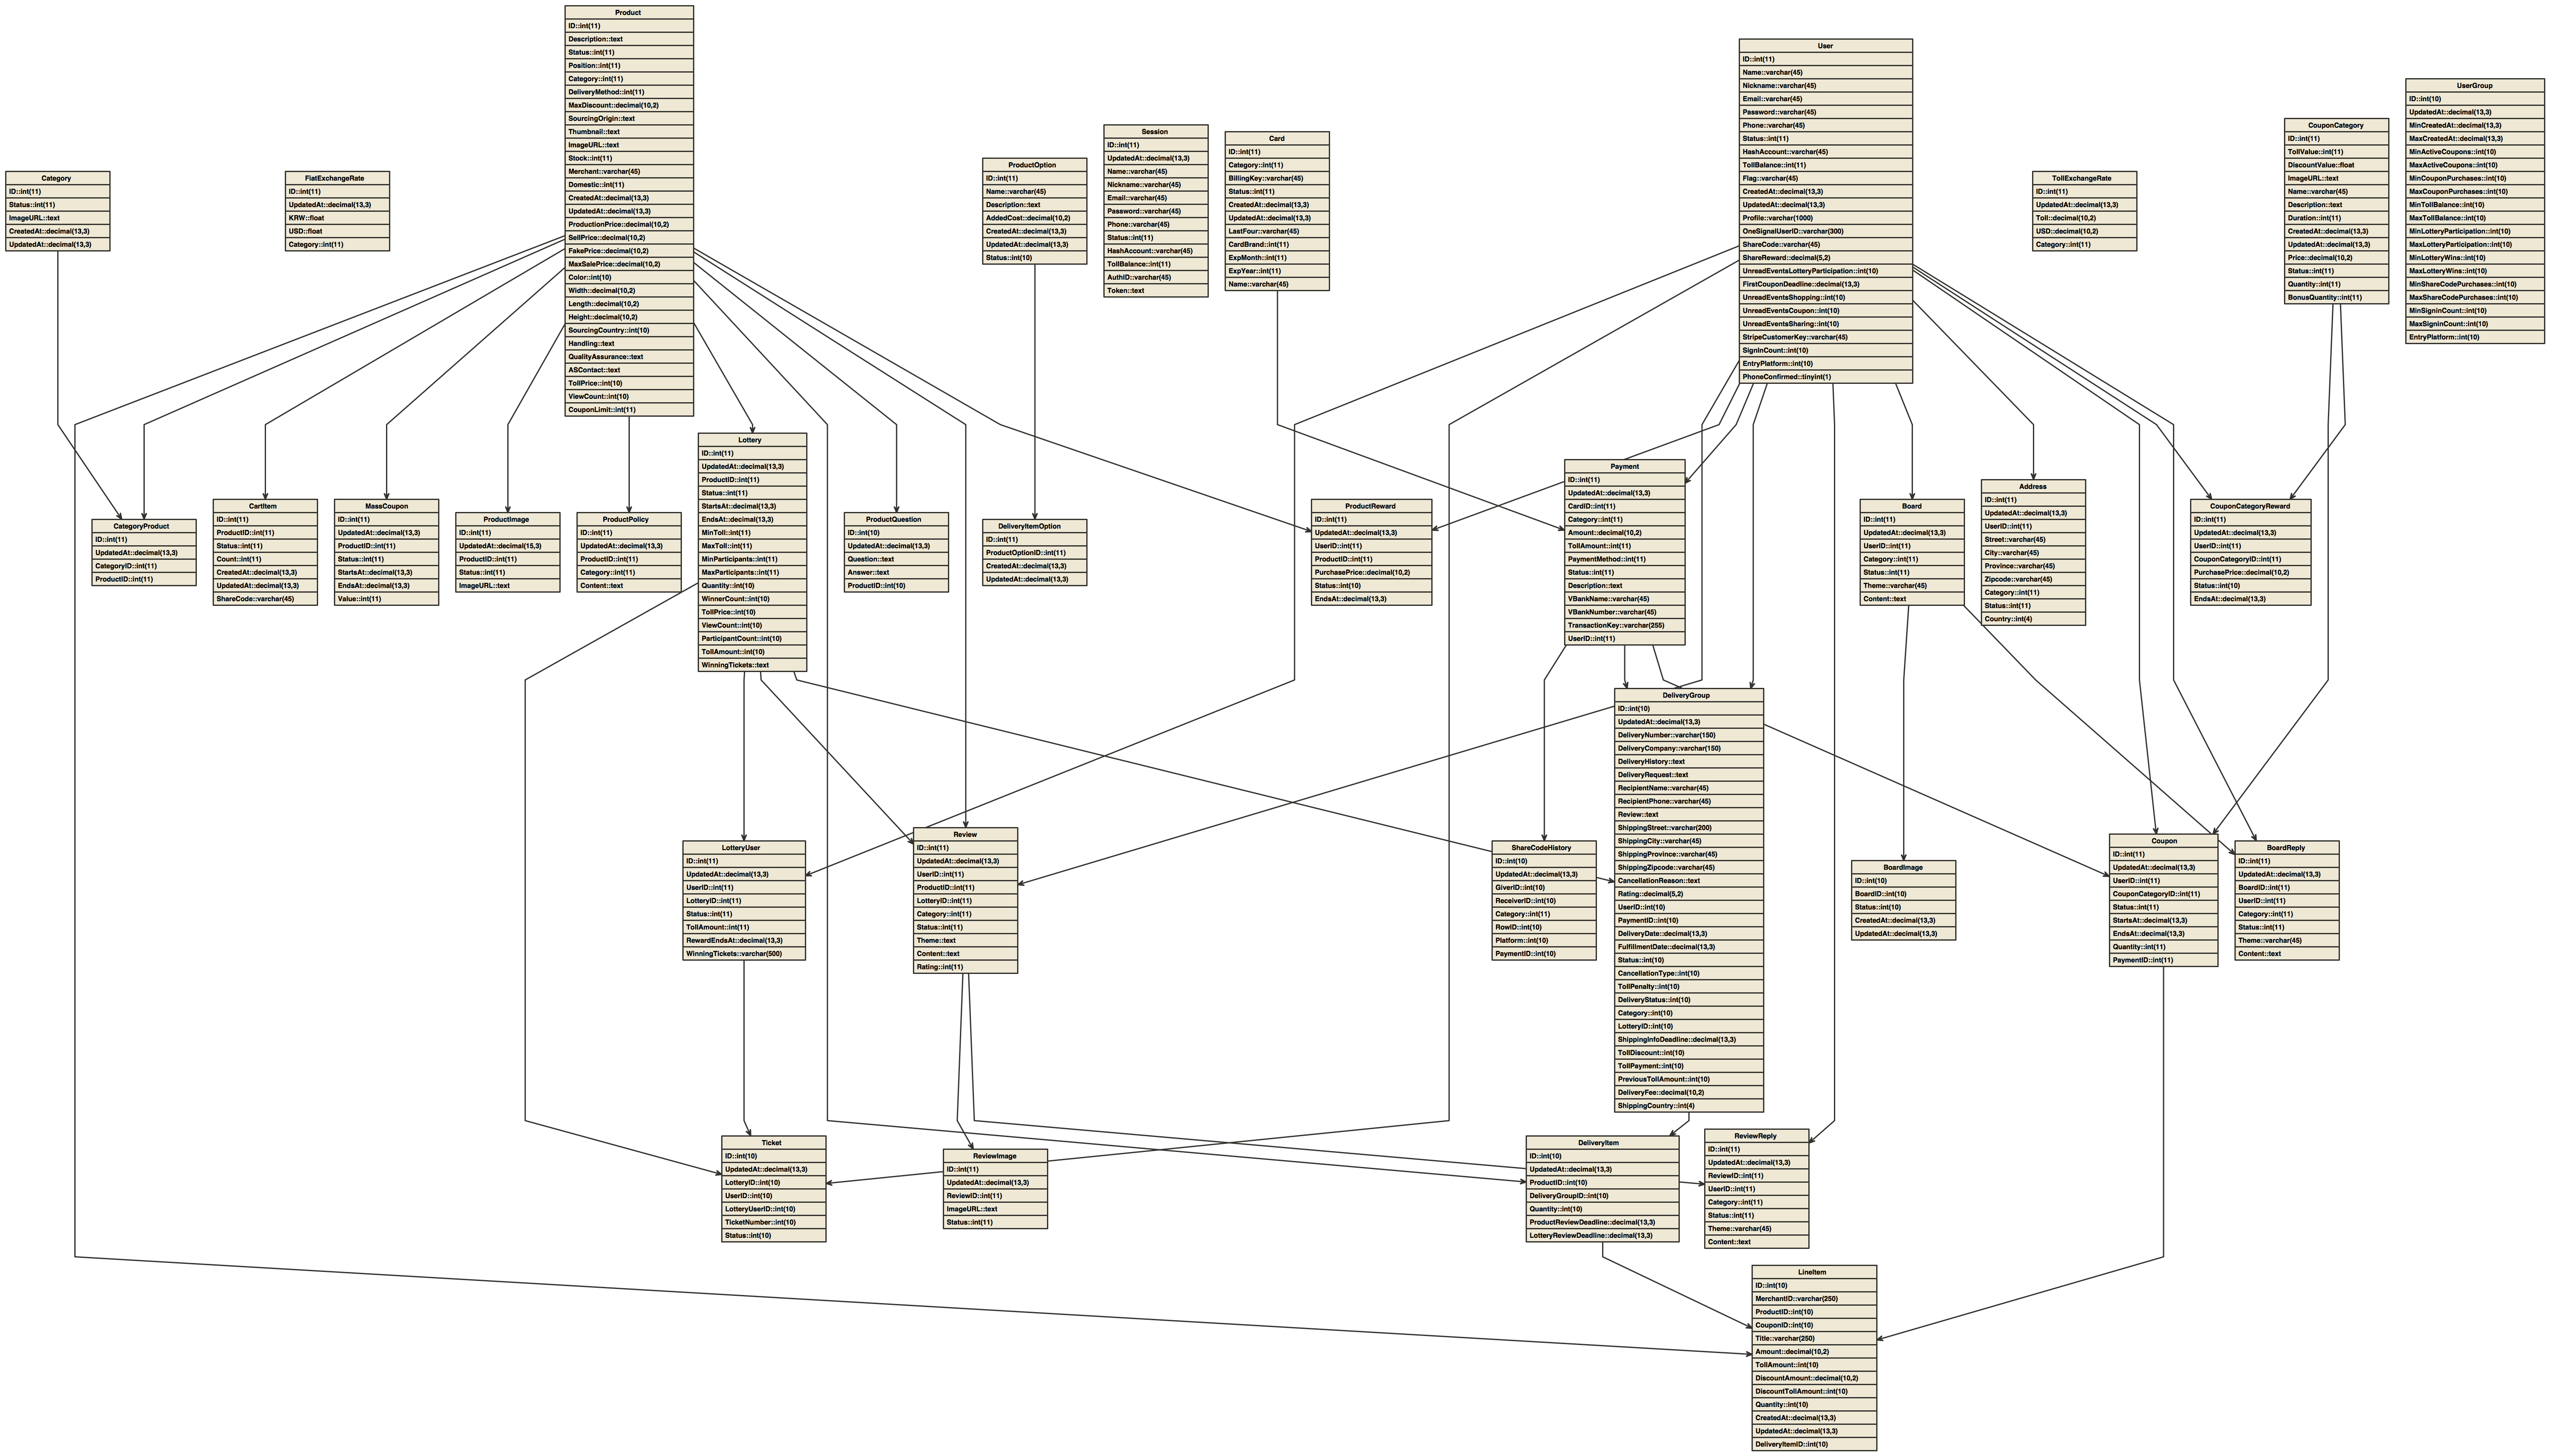 Product
ID::int(11)
Description::text
Status::int(11)
Position::int(11)
Category::int(11)
DeliveryMethod::int(11)
MaxDiscount::decimal(10,2)
SourcingOrigin::text
Thumbnail::text
ImageURL::text
Stock::int(11)
Merchant::varchar(45)
Domestic::int(11)
CreatedAt::decimal(13,3)
UpdatedAt::decimal(13,3)
ProductionPrice::decimal(10,2)
SellPrice::decimal(10,2)
FakePrice::decimal(10,2)
MaxSalePrice::decimal(10,2)
Color::int(10)
Width::decimal(10,2)
Length::decimal(10,2)
Height::decimal(10,2)
SourcingCountry::int(10)
Handling::text
QualityAssurance::text
ASContact::text
TollPrice::int(10)
ViewCount::int(10)
CouponLimit::int(11)
User
ID::int(11)
Name::varchar(45)
Nickname::varchar(45)
Email::varchar(45)
Password::varchar(45)
Phone::varchar(45)
Status::int(11)
HashAccount::varchar(45)
TollBalance::int(11)
Flag::varchar(45)
CreatedAt::decimal(13,3)
UpdatedAt::decimal(13,3)
Profile::varchar(1000)
OneSignalUserID::varchar(300)
ShareCode::varchar(45)
ShareReward::decimal(5,2)
UnreadEventsLotteryParticipation::int(10)
FirstCouponDeadline::decimal(13,3)
UnreadEventsShopping::int(10)
UnreadEventsCoupon::int(10)
UnreadEventsSharing::int(10)
StripeCustomerKey::varchar(45)
SigninCount::int(10)
EntryPlatform::int(10)
PhoneConfirmed::tinyint(1)
UserGroup
ID::int(10)
UpdatedAt::decimal(13,3)
MinCreatedAt::decimal(13,3)
MaxCreatedAt::decimal(13,3)
MinActiveCoupons::int(10)
MaxActiveCoupons::int(10)
MinCouponPurchases::int(10)
MaxCouponPurchases::int(10)
MinTollBalance::int(10)
MaxTollBalance::int(10)
MinLotteryParticipation::int(10)
MaxLotteryParticipation::int(10)
MinLotteryWins::int(10)
MaxLotteryWins::int(10)
MinShareCodePurchases::int(10)
MaxShareCodePurchases::int(10)
MinSigninCount::int(10)
MaxSigninCount::int(10)
EntryPlatform::int(10)
CouponCategory
ID::int(11)
TollValue::int(11)
DiscountValue::float
ImageURL::text
Name::varchar(45)
Description::text
Duration::int(11)
CreatedAt::decimal(13,3)
UpdatedAt::decimal(13,3)
Price::decimal(10,2)
Status::int(11)
Quantity::int(11)
BonusQuantity::int(11)
Session
ID::int(11)
UpdatedAt::decimal(13,3)
Name::varchar(45)
Nickname::varchar(45)
Email::varchar(45)
Password::varchar(45)
Phone::varchar(45)
Status::int(11)
HashAccount::varchar(45)
TollBalance::int(11)
AuthID::varchar(45)
Token::text
Card
ID::int(11)
Category::int(11)
BillingKey::varchar(45)
Status::int(11)
CreatedAt::decimal(13,3)
UpdatedAt::decimal(13,3)
LastFour::varchar(45)
CardBrand::int(11)
ExpMonth::int(11)
ExpYear::int(11)
Name::varchar(45)
ProductOption
ID::int(11)
Name::varchar(45)
Description::text
AddedCost::decimal(10,2)
CreatedAt::decimal(13,3)
UpdatedAt::decimal(13,3)
Status::int(10)
Category
ID::int(11)
Status::int(11)
ImageURL::text
CreatedAt::decimal(13,3)
UpdatedAt::decimal(13,3)
FiatExchangeRate
ID::int(11)
UpdatedAt::decimal(13,3)
KRW::float
USD::float
Category::int(11)
TollExchangeRate
ID::int(11)
UpdatedAt::decimal(13,3)
Toll::decimal(10,2)
USD::decimal(10,2)
Category::int(11)
Lottery
ID::int(11)
UpdatedAt::decimal(13,3)
ProductID::int(11)
Status::int(11)
StartsAt::decimal(13,3)
EndsAt::decimal(13,3)
MinToll::int(11)
MaxToll::int(11)
MinParticipants::int(11)
MaxParticipants::int(11)
Quantity::int(10)
WinnerCount::int(10)
TollPrice::int(10)
ViewCount::int(10)
ParticipantCount::int(10)
TollAmount::int(10)
WinningTickets::text
Payment
ID::int(11)
UpdatedAt::decimal(13,3)
CardID::int(11)
Category::int(11)
Amount::decimal(10,2)
TollAmount::int(11)
PaymentMethod::int(11)
Status::int(11)
Description::text
VBankName::varchar(45)
VBankNumber::varchar(45)
TransactionKey::varchar(255)
UserID::int(11)
CategoryProduct
ID::int(11)
UpdatedAt::decimal(13,3)
CategoryID::int(11)
ProductID::int(11)
CartItem
ID::int(11)
ProductID::int(11)
Status::int(11)
Count::int(11)
CreatedAt::decimal(13,3)
UpdatedAt::decimal(13,3)
ShareCode::varchar(45)
MassCoupon
ID::int(11)
UpdatedAt::decimal(13,3)
ProductID::int(11)
Status::int(11)
StartsAt::decimal(13,3)
EndsAt::decimal(13,3)
Value::int(11)
ProductImage
ID::int(11)
UpdatedAt::decimal(15,3)
ProductID::int(11)
Status::int(11)
ImageURL::text
ProductPolicy
ID::int(11)
UpdatedAt::decimal(13,3)
ProductID::int(11)
Category::int(11)
Content::text
ProductQuestion
ID::int(10)
UpdatedAt::decimal(13,3)
Question::text
Answer::text
ProductID::int(10)
DeliveryItemOption
ID::int(11)
ProductOptionID::int(11)
CreatedAt::decimal(13,3)
UpdatedAt::decimal(13,3)
ProductReward
ID::int(11)
UpdatedAt::decimal(13,3)
UserID::int(11)
ProductID::int(11)
PurchasePrice::decimal(10,2)
Status::int(10)
EndsAt::decimal(13,3)
Board
ID::int(11)
UpdatedAt::decimal(13,3)
UserID::int(11)
Category::int(11)
Status::int(11)
Theme::varchar(45)
Content::text
Address
ID::int(11)
UpdatedAt::decimal(13,3)
UserID::int(11)
Street::varchar(45)
City::varchar(45)
Province::varchar(45)
Zipcode::varchar(45)
Category::int(11)
Status::int(11)
Country::int(4)
CouponCategoryReward
ID::int(11)
UpdatedAt::decimal(13,3)
UserID::int(11)
CouponCategoryID::int(11)
PurchasePrice::decimal(10,2)
Status::int(10)
EndsAt::decimal(13,3)
DeliveryGroup
ID::int(10)
UpdatedAt::decimal(13,3)
DeliveryNumber::varchar(150)
DeliveryCompany::varchar(150)
DeliveryHistory::text
DeliveryRequest::text
RecipientName::varchar(45)
RecipientPhone::varchar(45)
Review::text
ShippingStreet::varchar(200)
ShippingCity::varchar(45)
ShippingProvince::varchar(45)
ShippingZipcode::varchar(45)
CancellationReason::text
Rating::decimal(5,2)
UserID::int(10)
PaymentID::int(10)
DeliveryDate::decimal(13,3)
FulfillmentDate::decimal(13,3)
Status::int(10)
CancellationType::int(10)
TollPenalty::int(10)
DeliveryStatus::int(10)
Category::int(10)
LotteryID::int(10)
ShippingInfoDeadline::decimal(13,3)
TollDiscount::int(10)
TollPayment::int(10)
PreviousTollAmount::int(10)
DeliveryFee::decimal(10,2)
ShippingCountry::int(4)
LotteryUser
ID::int(11)
UpdatedAt::decimal(13,3)
UserID::int(11)
LotteryID::int(11)
Status::int(11)
TollAmount::int(11)
RewardEndsAt::decimal(13,3)
WinningTickets::varchar(500)
Review
ID::int(11)
UpdatedAt::decimal(13,3)
UserID::int(11)
ProductID::int(11)
LotteryID::int(11)
Category::int(11)
Status::int(11)
Theme::text
Content::text
Rating::int(11)
ShareCodeHistory
ID::int(10)
UpdatedAt::decimal(13,3)
GiverID::int(10)
ReceiverID::int(10)
Category::int(11)
RowID::int(10)
Platform::int(10)
PaymentID::int(10)
BoardImage
ID::int(10)
BoardID::int(10)
Status::int(10)
CreatedAt::decimal(13,3)
UpdatedAt::decimal(13,3)
Coupon
ID::int(11)
UpdatedAt::decimal(13,3)
UserID::int(11)
CouponCategoryID::int(11)
Status::int(11)
StartsAt::decimal(13,3)
EndsAt::decimal(13,3)
Quantity::int(11)
PaymentID::int(11)
BoardReply
ID::int(11)
UpdatedAt::decimal(13,3)
BoardID::int(11)
UserID::int(11)
Category::int(11)
Status::int(11)
Theme::varchar(45)
Content::text
Ticket
ID::int(10)
UpdatedAt::decimal(13,3)
LotteryID::int(10)
UserID::int(10)
LotteryUserID::int(10)
TicketNumber::int(10)
Status::int(10)
ReviewImage
ID::int(11)
UpdatedAt::decimal(13,3)
ReviewID::int(11)
ImageURL::text
Status::int(11)
DeliveryItem
ID::int(10)
UpdatedAt::decimal(13,3)
ProductID::int(10)
DeliveryGroupID::int(10)
Quantity::int(10)
ProductReviewDeadline::decimal(13,3)
LotteryReviewDeadline::decimal(13,3)
ReviewReply
ID::int(11)
UpdatedAt::decimal(13,3)
ReviewID::int(11)
UserID::int(11)
Category::int(11)
Status::int(11)
Theme::varchar(45)
Content::text
LineItem
ID::int(10)
MerchantID::varchar(250)
ProductID::int(10)
CouponID::int(10)
Title::varchar(250)
Amount::decimal(10,2)
TollAmount::int(10)
DiscountAmount::decimal(10,2)
DiscountTollAmount::int(10)
Quantity::int(10)
CreatedAt::decimal(13,3)
UpdatedAt::decimal(13,3)
DeliveryItemID::int(10)